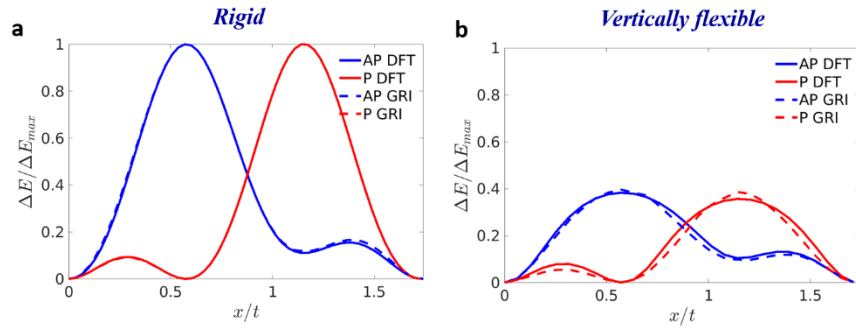 Rigid
Vertically flexible
a
b
ΔE/ΔE_max
1
0.8
0.6
0.4
0.2
0
0
0.5
1
1.5
x/t
AP DFT
P DFT
AP GRI
P GRI
ΔE/ΔE_max
1
0.8
0.6
0.4
0.2
0
0
0.5
1
1.5
x/t
AP DFT
P DFT
AP GRI
P GRI